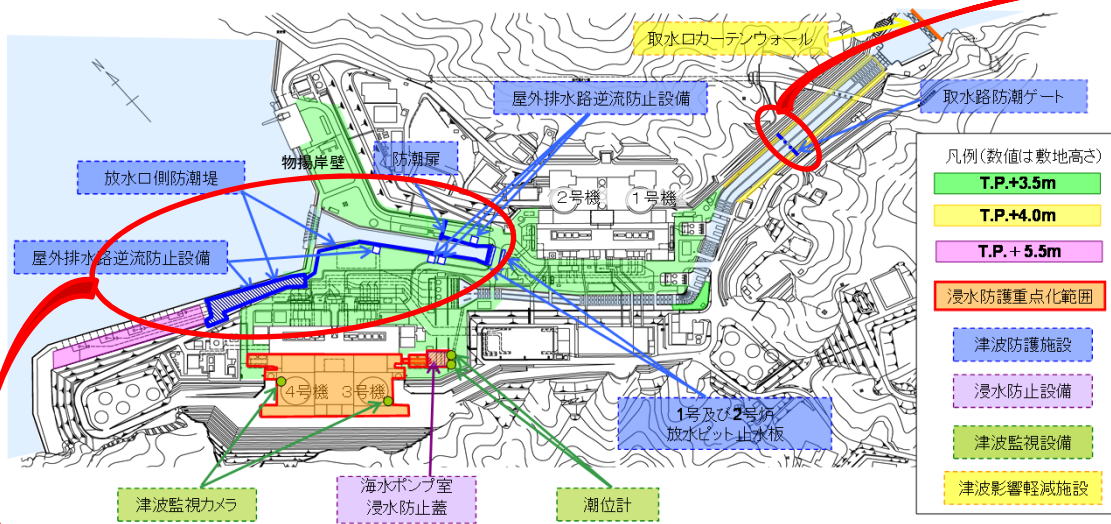 取水口カーテンウォール
屋外排水路逆流防止設備
取水路防潮ゲート
物揚岸壁
防潮扉
放水口側防潮堤
2号機
1号機
屋外排水路逆流防止設備
4号機
3号機
1号及び2号炉
放水ピット止水板
津波監視カメラ
海水ポンプ室
浸水防止蓋
潮位計
凡例(数値は敷地高さ)
T.P.+3.5m
T.P.+4.0m
T.P.+5.5m
浸水防護重点化範囲
津波防護施設
浸水防止設備
津波監視設備
津波影響軽減施設
N